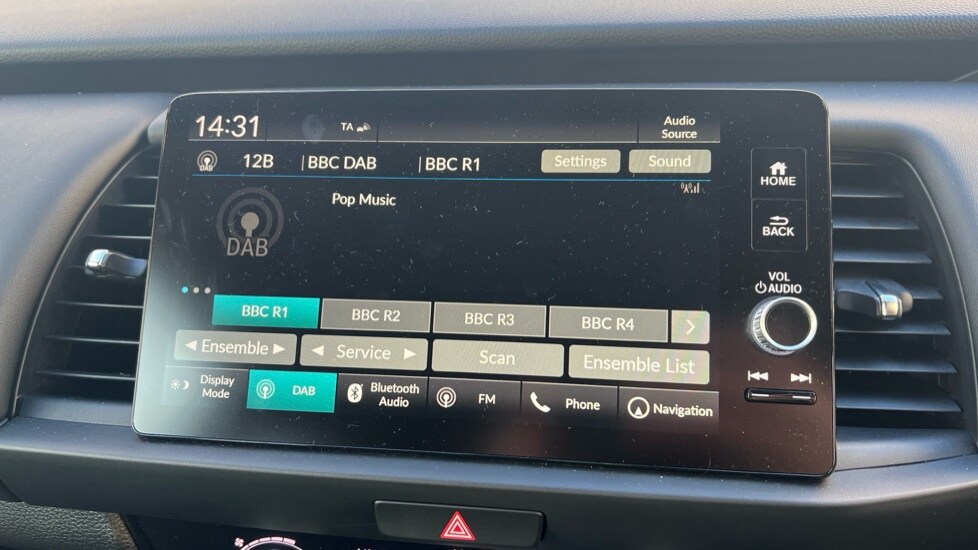 14:31
TA
Audio
Source
DAB
12B | BBC DAB | BBC R1
Settings
Sound
Pop Music
DAB
BBC R1
BBC R2
BBC R3
BBC R4
Ensemble
Service
Scan
Ensemble List
Display
Mode
DAB
Bluetooth
Audio
FM
Phone
Navigation
HOME
BACK
VOL
AUDIO